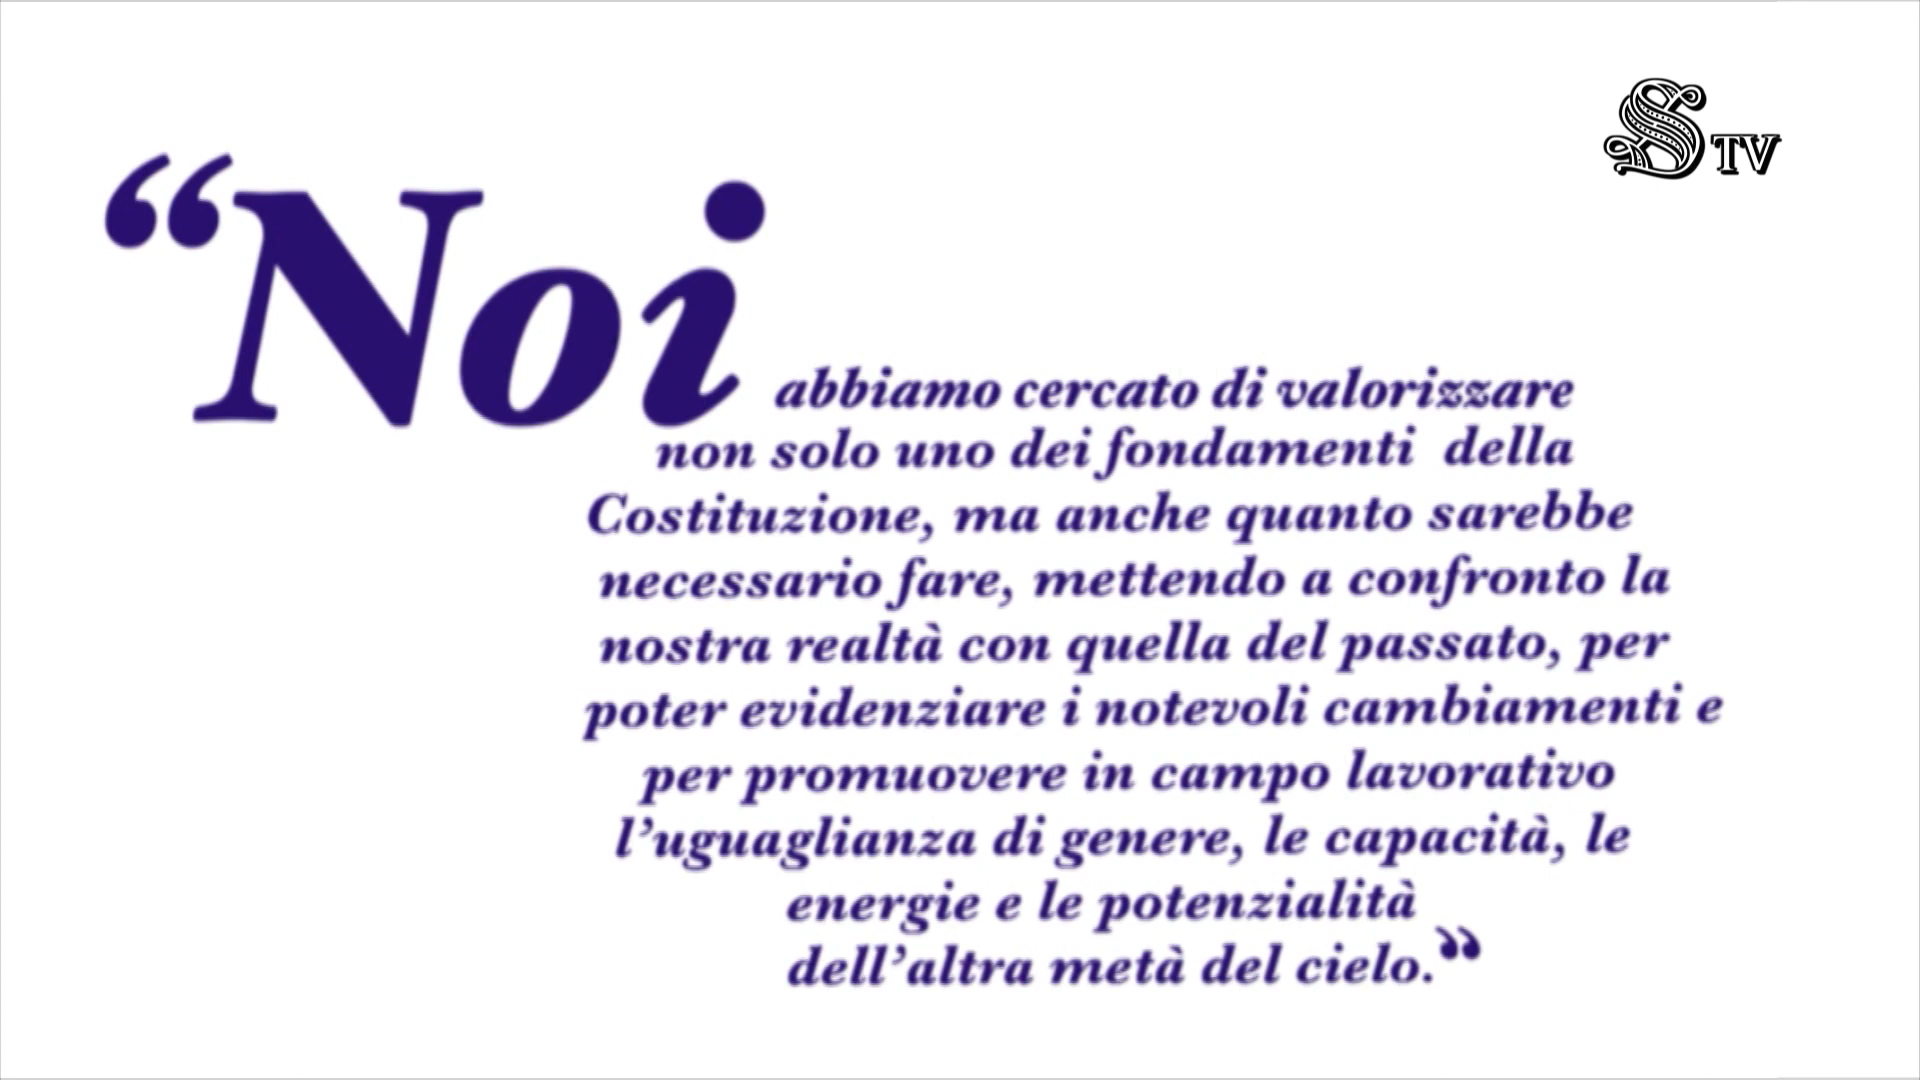 STV
“Noi abbiamo cercato di valorizzare
non solo uno dei fondamenti della
Costituzione, ma anche quanto sarebbe
necessario fare, mettendo a confronto la
nostra realtà con quella del passato, per
poter evidenziare i notevoli cambiamenti e
per promuovere in campo lavorativo
l’uguaglianza di genere, le capacità, le
energie e le potenzialità
dell’altra metà del cielo.”